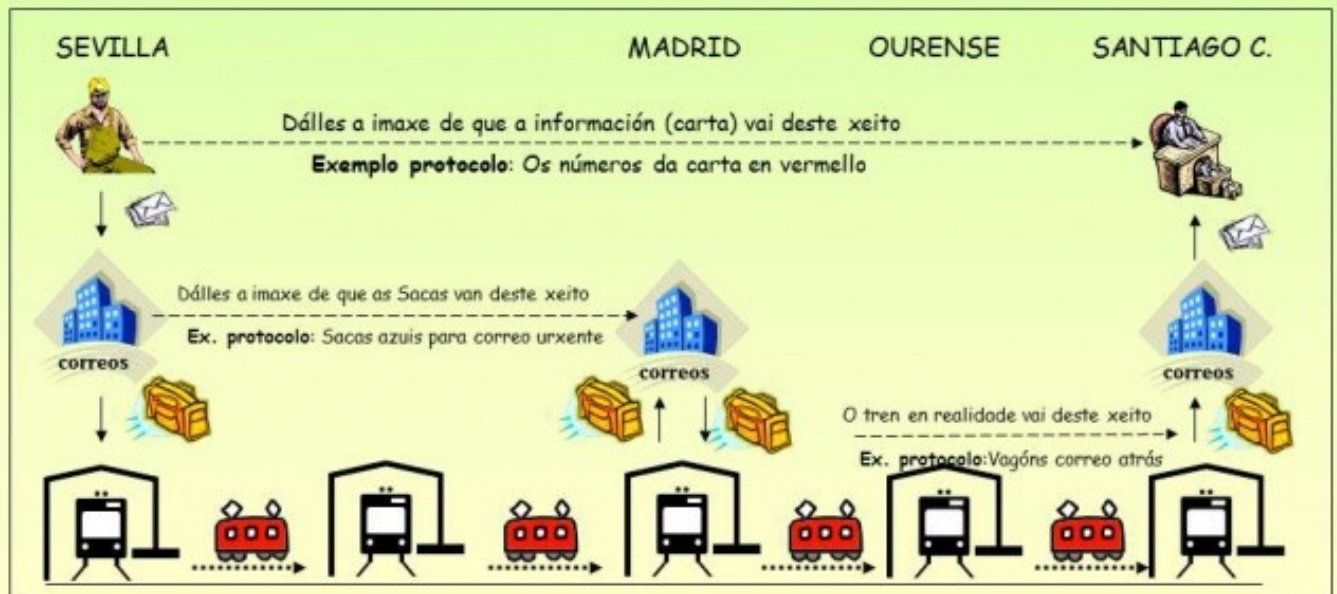 SEVILLA MADRID OURENSE SANTIAGO C.
Dálles a imaxe de que a información (carta) vai deste xeito
Exemplo protocolo: Os números da carta en vermello
Dálles a imaxe de que as Sacas van deste xeito
Ex. protocolo: Sacas azuis para correo urxente
correos
correos
correos
O tren en realidade vai deste xeito
Ex. protocolo:Vagóns correo atrás